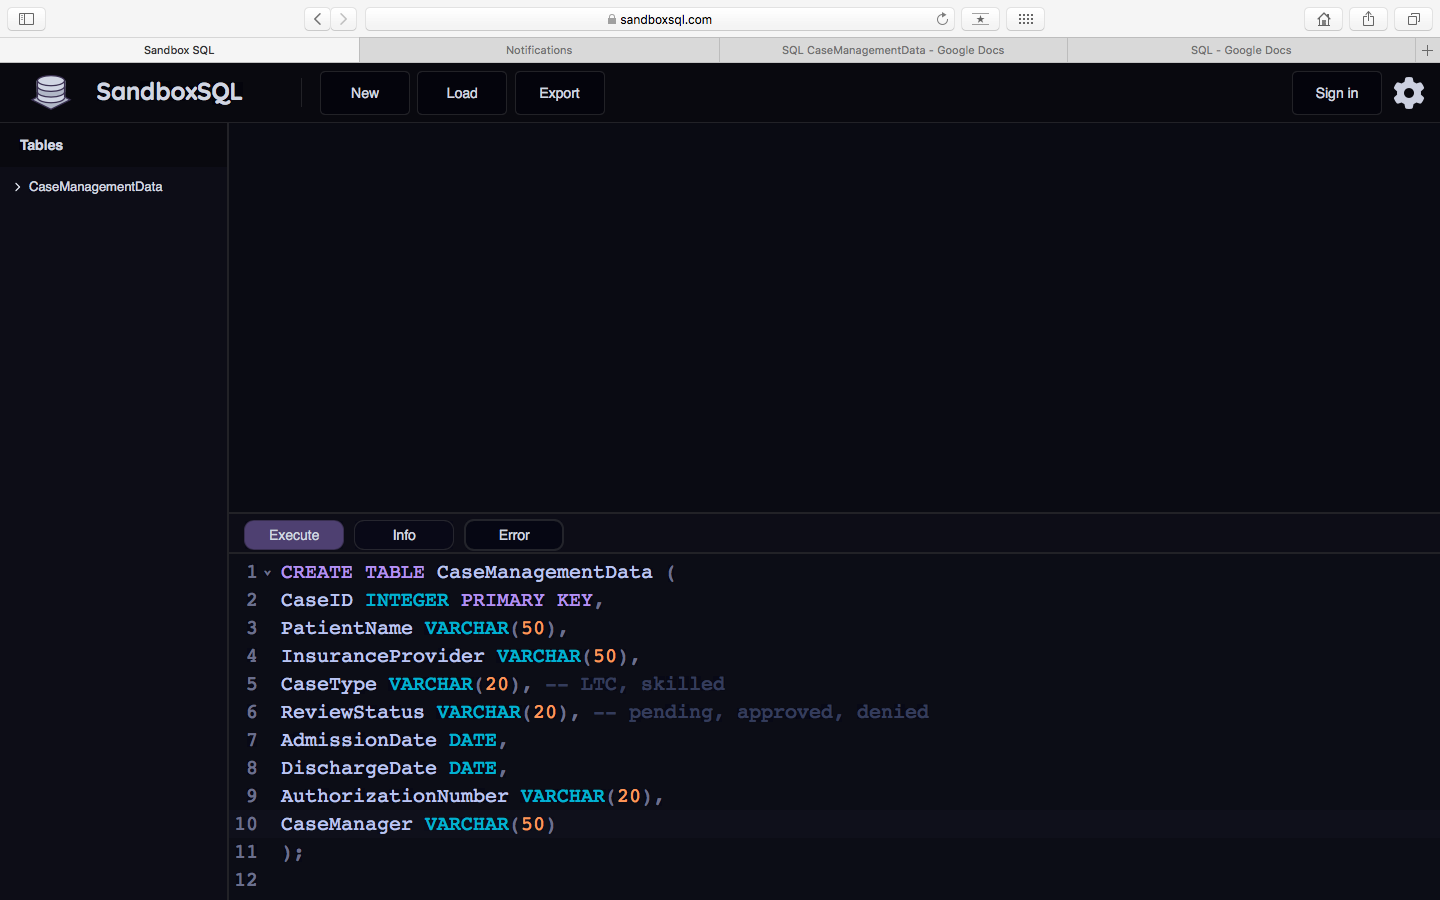 sandboxsql.com
Sandbox SQL
Notifications
SQL CaseManagementData - Google Docs
SQL - Google Docs
SandboxSQL
New
Load
Export
Sign in
Tables
CaseManagementData
Execute
Info
Error
1 CREATE TABLE CaseManagementData (
2 CaseID INTEGER PRIMARY KEY,
3 PatientName VARCHAR(50),
4 InsuranceProvider VARCHAR(50),
5 CaseType VARCHAR(20), -- LTC, skilled
6 ReviewStatus VARCHAR(20), -- pending, approved, denied
7 AdmissionDate DATE,
8 DischargeDate DATE,
9 AuthorizationNumber VARCHAR(20),
10 CaseManager VARCHAR(50)
11 );
12